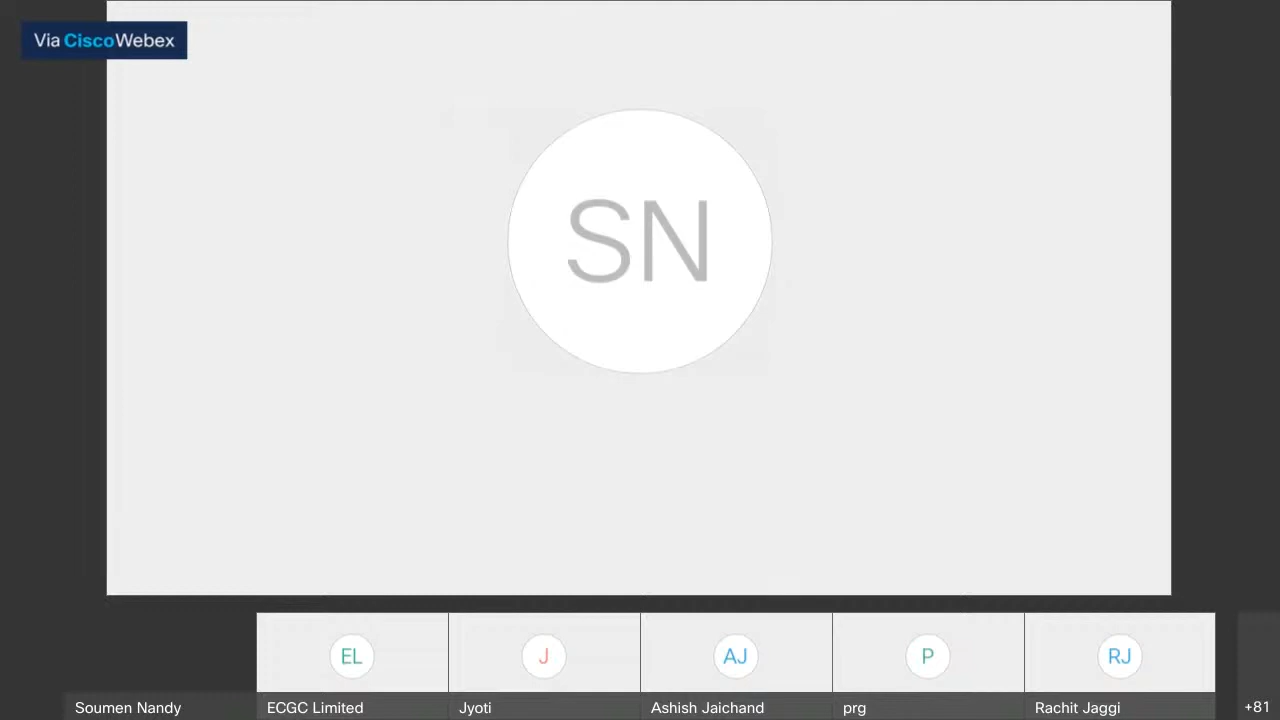 Via CiscoWebex
SN
EL
J
AJ
P
RJ
Soumen Nandy
ECGC Limited
Jyoti
Ashish Jaichand
prg
Rachit Jaggi
+81